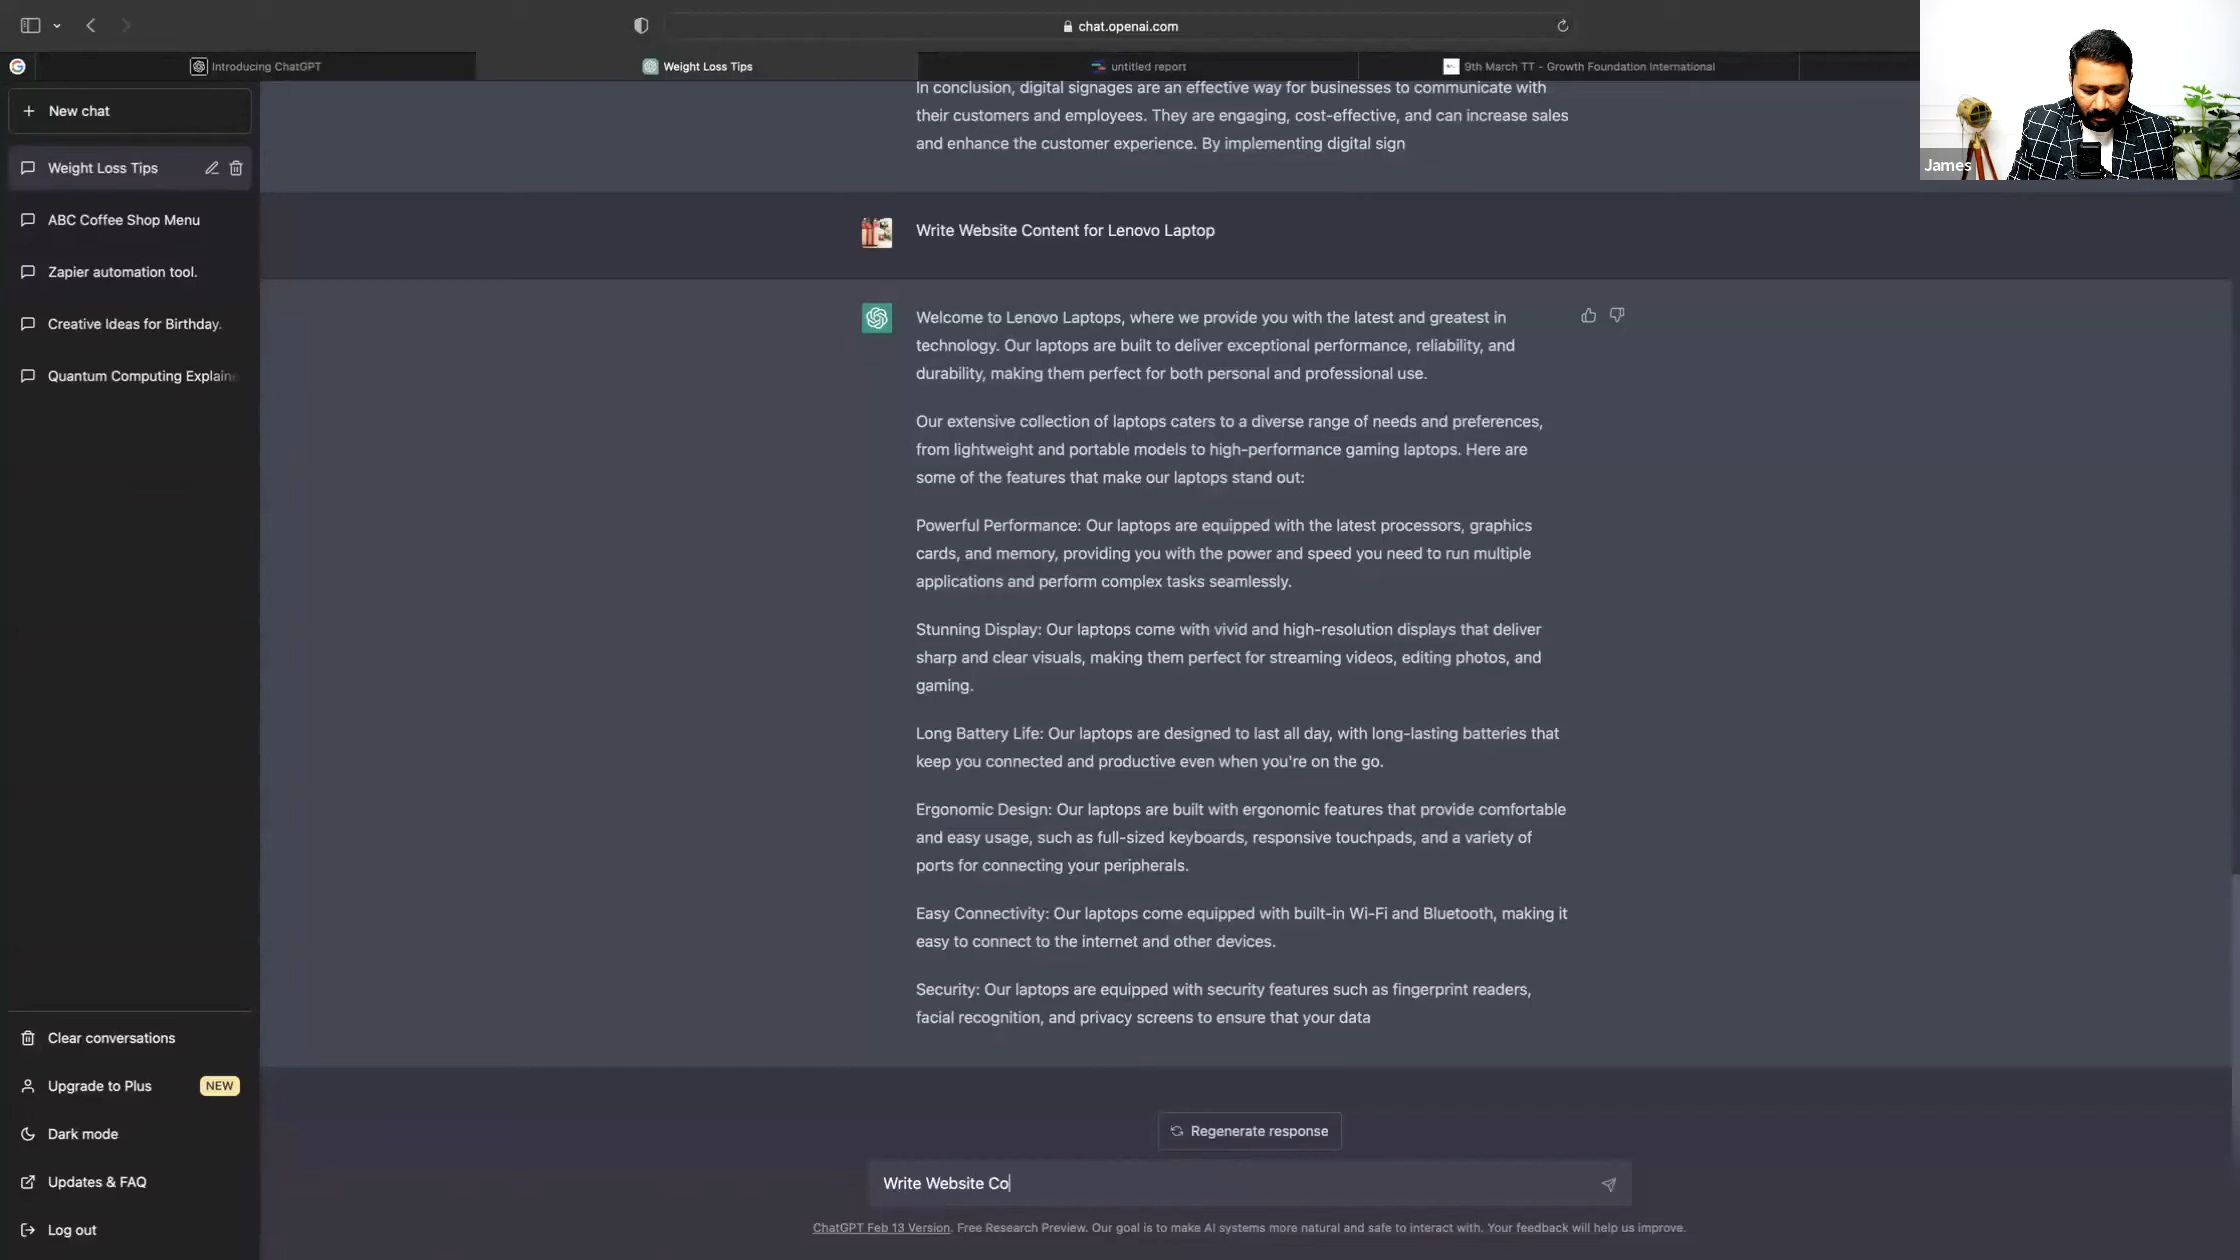 chat.openai.com
Introducing ChatGPT
Weight Loss Tips
untitled report
9th March TT - Growth Foundation International
New chat
Weight Loss Tips
ABC Coffee Shop Menu
Zapier automation tool.
Creative Ideas for Birthday.
Quantum Computing Explaine
Clear conversations
Upgrade to Plus NEW
Dark mode
Updates & FAQ
Log out
In conclusion, digital signages are an effective way for businesses to communicate with
their customers and employees. They are engaging, cost-effective, and can increase sales
and enhance the customer experience. By implementing digital sign
Write Website Content for Lenovo Laptop
Welcome to Lenovo Laptops, where we provide you with the latest and greatest in
technology. Our laptops are built to deliver exceptional performance, reliability, and
durability, making them perfect for both personal and professional use.
Our extensive collection of laptops caters to a diverse range of needs and preferences,
from lightweight and portable models to high-performance gaming laptops. Here are
some of the features that make our laptops stand out:
Powerful Performance: Our laptops are equipped with the latest processors, graphics
cards, and memory, providing you with the power and speed you need to run multiple
applications and perform complex tasks seamlessly.
Stunning Display: Our laptops come with vivid and high-resolution displays that deliver
sharp and clear visuals, making them perfect for streaming videos, editing photos, and
gaming.
Long Battery Life: Our laptops are designed to last all day, with long-lasting batteries that
keep you connected and productive even when you're on the go.
Ergonomic Design: Our laptops are built with ergonomic features that provide comfortable
and easy usage, such as full-sized keyboards, responsive touchpads, and a variety of
ports for connecting your peripherals.
Easy Connectivity: Our laptops come equipped with built-in Wi-Fi and Bluetooth, making it
easy to connect to the internet and other devices.
Security: Our laptops are equipped with security features such as fingerprint readers,
facial recognition, and privacy screens to ensure that your data
Regenerate response
Write Website Co
ChatGPT Feb 13 Version. Free Research Preview. Our goal is to make AI systems more natural and safe to interact with. Your feedback will help us improve.
James